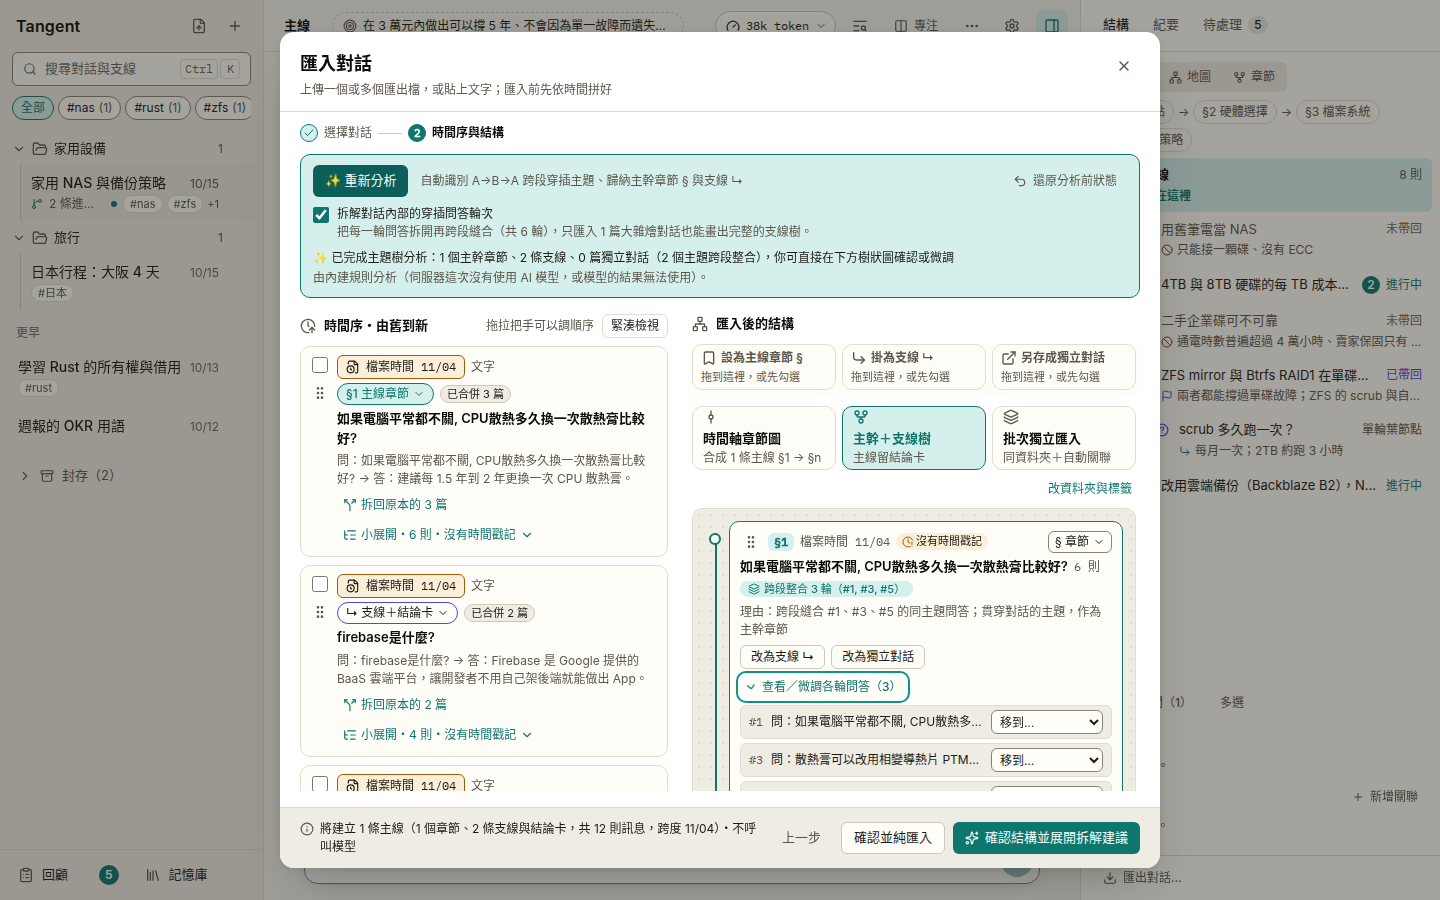 Tangent
搜尋對話與支線 Ctrl K
全部 #nas (1) #rust (1) #zfs (1)
家用設備 1
家用 NAS 與備份策略 10/15
2 條進… #nas #zfs +1
旅行 1
日本行程：大阪 4 天 10/15
#日本
更早
學習 Rust 的所有權與借用 10/13
#rust
週報的 OKR 用語 10/12
封存（2）
回顧 5 記憶庫
主線 在 3 萬元內做出可以撐 5 年、不會因為單一故障而遺失... 38k token 專注
匯入對話
上傳一個或多個匯出檔，或貼上文字；匯入前先依時間拼好
選擇對話 2 時間序與結構
✨ 重新分析 自動識別 A→B→A 跨段穿插主題、歸納主幹章節 § 與支線 ↳ 還原分析前狀態
拆解對話內部的穿插問答輪次
把每一輪問答拆開再跨段縫合（共 6 輪），只匯入 1 篇大雜燴對話也能畫出完整的支線樹。
✨ 已完成主題樹分析：1 個主幹章節、2 條支線、0 篇獨立對話（2 個主題跨段整合），你可直接在下方樹狀圖確認或微調
由內建規則分析（伺服器這次沒有使用 AI 模型，或模型的結果無法使用）。
時間序・由舊到新 拖拉把手可以調順序 緊湊檢視
檔案時間 11/04 文字
§1 主線章節 已合併 3 篇
如果電腦平常都不關, CPU散熱多久換一次散熱膏比較
好?
問：如果電腦平常都不關, CPU散熱多久換一次散熱膏比較
好? → 答：建議每 1.5 年到 2 年更換一次 CPU 散熱膏。
拆回原本的 3 篇
小展開・6 則・沒有時間戳記
檔案時間 11/04 文字
↳ 支線＋結論卡 已合併 2 篇
firebase是什麼?
問：firebase是什麼? → 答：Firebase 是 Google 提供的
BaaS 雲端平台，讓開發者不用自己架後端就能做出 App。
拆回原本的 2 篇
小展開・4 則・沒有時間戳記
檔案時間 11/04 文字
匯入後的結構
設為主線章節 § 掛為支線 ↳ 另存成獨立對話
拖到這裡，或先勾選 拖到這裡，或先勾選 拖到這裡，或先勾選
時間軸章節圖 主幹＋支線樹 批次獨立匯入
合成 1 條主線 §1 → §n 主線留結論卡 同資料夾＋自動關聯
改資料夾與標籤
§1 檔案時間 11/04 沒有時間戳記 § 章節
如果電腦平常都不關, CPU散熱多久換一次散熱膏比較好? 6 則
跨段整合 3 輪（#1, #3, #5）
理由：跨段縫合 #1、#3、#5 的同主題問答；貫穿對話的主題，作為
主幹章節
改為支線 ↳ 改為獨立對話
查看／微調各輪問答（3）
#1 問：如果電腦平常都不關, CPU散熱多... 移到...
#3 問：散熱膏可以改用相變導熱片 PTM... 移到...
將建立 1 條主線（1 個章節、2 條支線與結論卡，共 12 則訊息，跨度 11/04）・不呼
叫模型
上一步 確認並純匯入 確認結構並展開拆解建議
結構 紀要 待處理 5
地圖 章節
→ §2 硬體選擇 → §3 檔案系統
策略
線 8 則
在這裡
用舊筆電當 NAS 未帶回
只能接一顆碟、沒有 ECC
4TB 與 8TB 硬碟的每 TB 成本... 2 進行中
二手企業碟可不可靠 未帶回
通電時數普遍超過 4 萬小時、賣家保固只有 ...
ZFS mirror 與 Btrfs RAID1 在單碟... 已帶回
兩者都能撐過單碟故障；ZFS 的 scrub 與自...
scrub 多久跑一次？ 單輪葉節點
↳ 每月一次；2TB 約跑 3 小時
改用雲端備份（Backblaze B2），N... 進行中
（1） 多選
＋ 新增關聯
匯出對話...